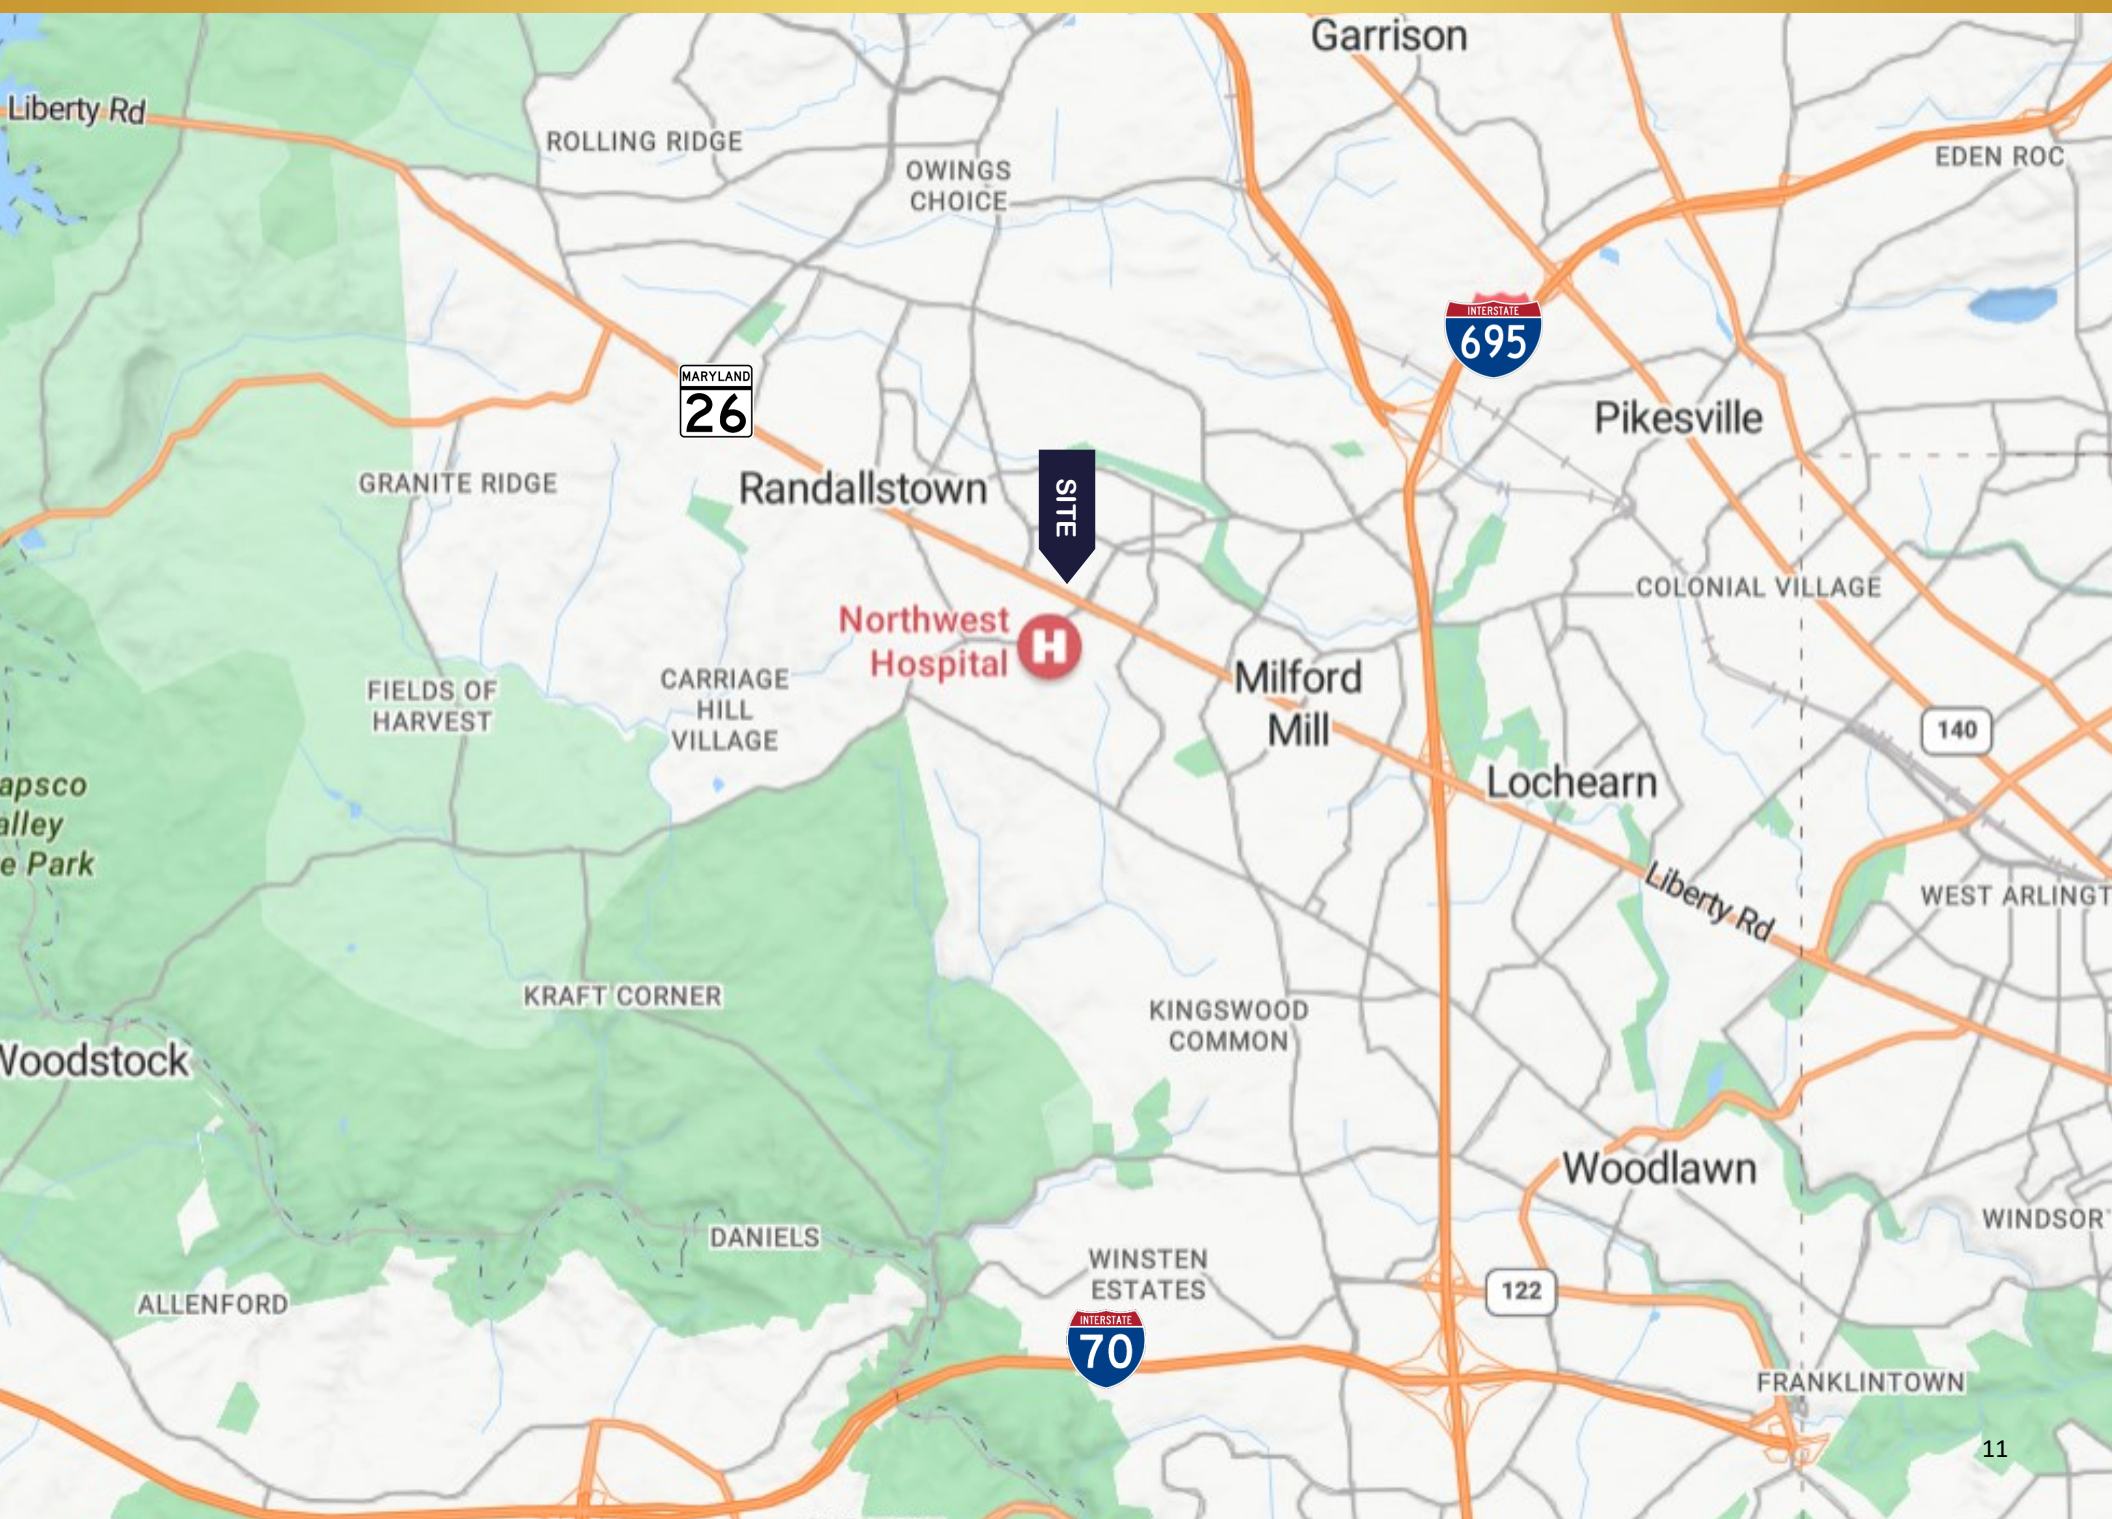 Garrison
Liberty Rd
ROLLING RIDGE
OWINGS
CHOICE
EDEN ROC
INTERSTATE
695
MARYLAND
26
Pikesville
GRANITE RIDGE
Randallstown
SITE
COLONIAL VILLAGE
Northwest
Hospital
H
FIELDS OF
HARVEST
CARRIAGE
HILL
VILLAGE
Milford
Mill
140
Lochearn
apsco
alley
e Park
Liberty Rd
WEST ARLINGT
KRAFT CORNER
KINGSWOOD
COMMON
Woodstock
Woodlawn
WINDSOR
DANIELS
WINSTEN
ESTATES
122
ALLENFORD
INTERSTATE
70
FRANKLINTOWN
11